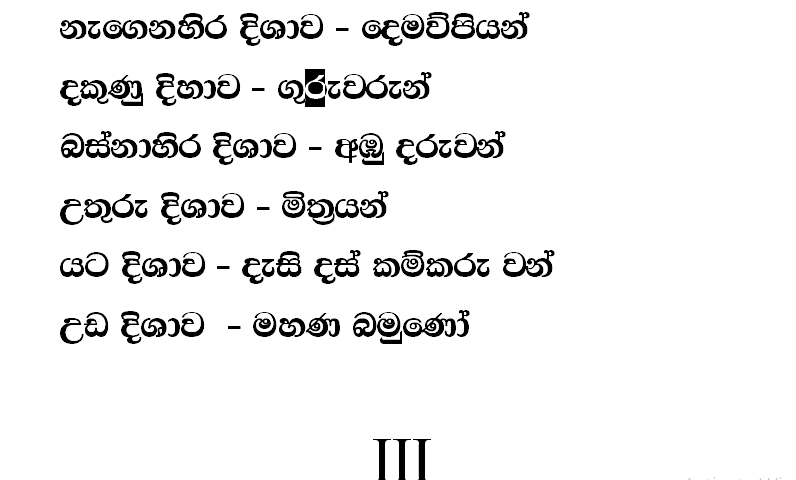 නැගෙනහිර දිශාව – දෙමව්පියන්
දකුණු දිහාව – ගුරුවරුන්
බස්නාහිර දිශාව – අඹු දරුවන්
උතුරු දිශාව – මිත්‍රයන්
යට දිශාව – දැසි දස් කම්කරු වන්
උඩ දිශාව – මහණ බමුණෝ
III